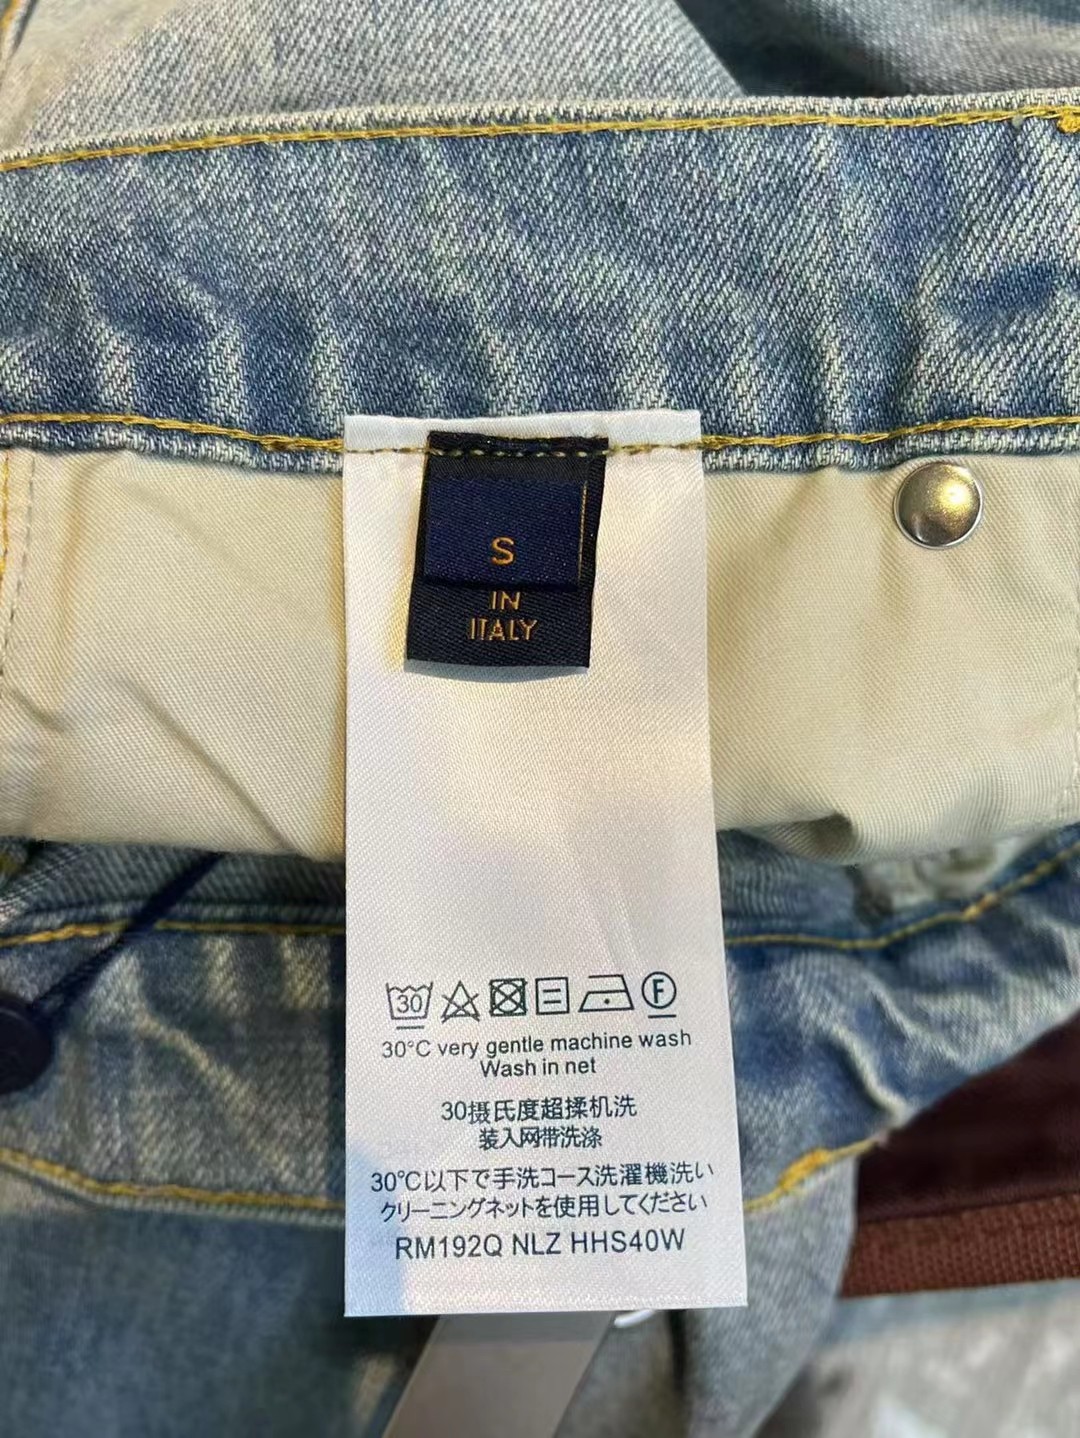 S
IN
ITALY
30
F
30°C very gentle machine wash
Wash in net
30摄氏度超揉机洗
装入网带洗涤
30℃以下で手洗コース洗濯機洗い
クリーニングネットを使用してください
RM192Q NLZ HHS40W